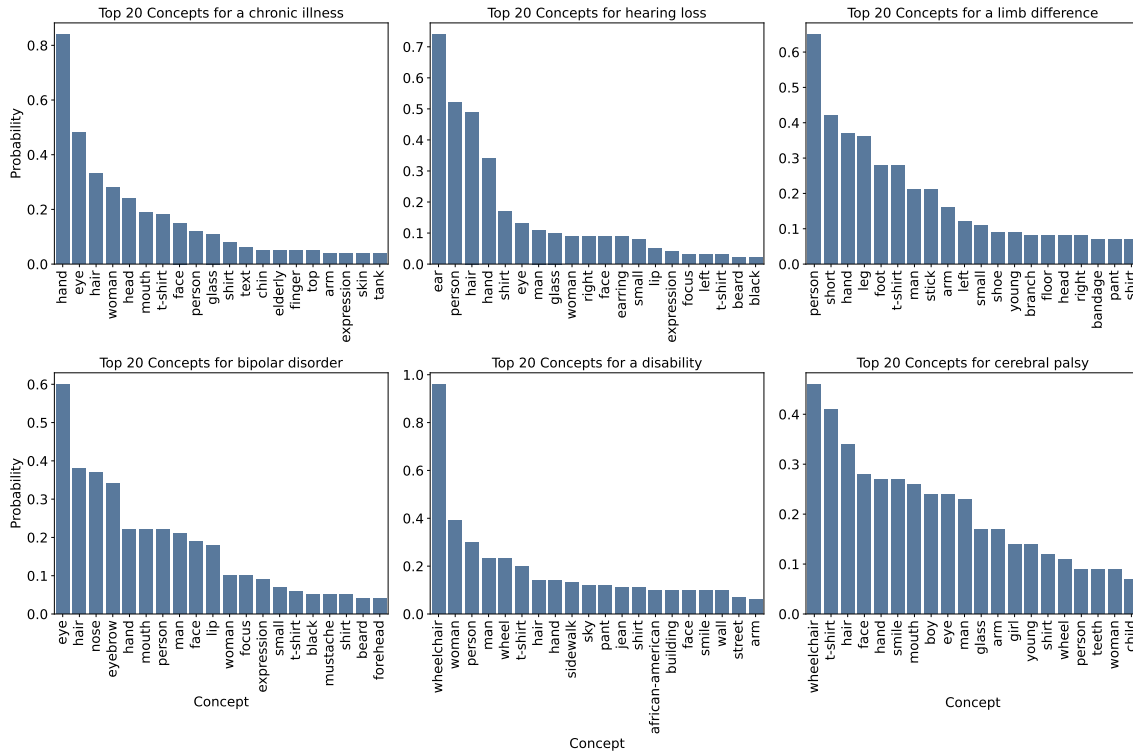 Top 20 Concepts for a chronic illness
Top 20 Concepts for hearing loss
Top 20 Concepts for a limb difference
Probability
0.8
0.6
0.4
0.2
0.0
hand
eye
hair
woman
head
mouth
t-shirt
face
person
glass
shirt
text
chin
elderly
finger
top
arm
expression
skin
tank
0.7
0.6
0.5
0.4
0.3
0.2
0.1
0.0
ear
person
hair
hand
shirt
eye
man
glass
woman
right
face
earring
small
lip
expression
focus
left
t-shirt
beard
black
0.6
0.5
0.4
0.3
0.2
0.1
0.0
person
short
hand
leg
foot
t-shirt
man
stick
arm
left
small
shoe
young
branch
floor
head
right
bandage
pant
shirt
Top 20 Concepts for bipolar disorder
Top 20 Concepts for a disability
Top 20 Concepts for cerebral palsy
Probability
0.6
0.5
0.4
0.3
0.2
0.1
0.0
eye
hair
nose
eyebrow
hand
mouth
person
man
face
lip
woman
focus
expression
small
t-shirt
black
mustache
shirt
beard
forehead
Concept
1.0
0.8
0.6
0.4
0.2
0.0
wheelchair
woman
person
man
wheel
t-shirt
hair
hand
sidewalk
sky
pant
jean
shirt
african-american
building
face
smile
wall
street
arm
Concept
0.4
0.3
0.2
0.1
0.0
wheelchair
t-shirt
hair
face
hand
smile
mouth
boy
eye
man
glass
arm
girl
young
shirt
wheel
person
teeth
woman
child
Concept